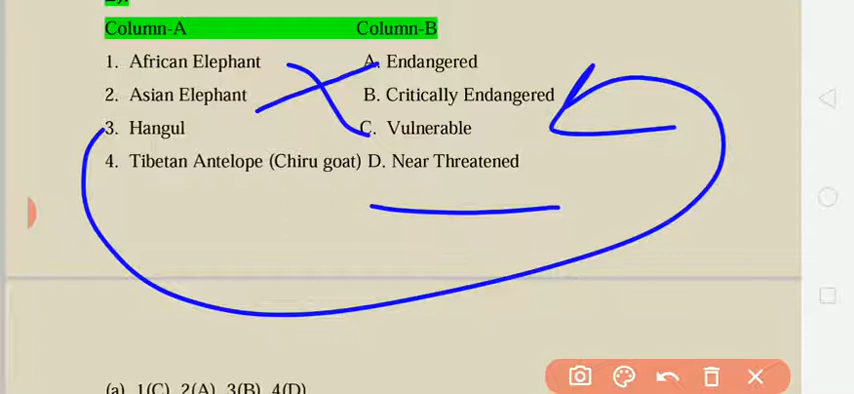 Column-A Column-B
1. African Elephant A. Endangered
2. Asian Elephant B. Critically Endangered
3. Hangul C. Vulnerable
4. Tibetan Antelope (Chiru goat) D. Near Threatened
(a) 1(C) 2(A) 3(B) 4(D)